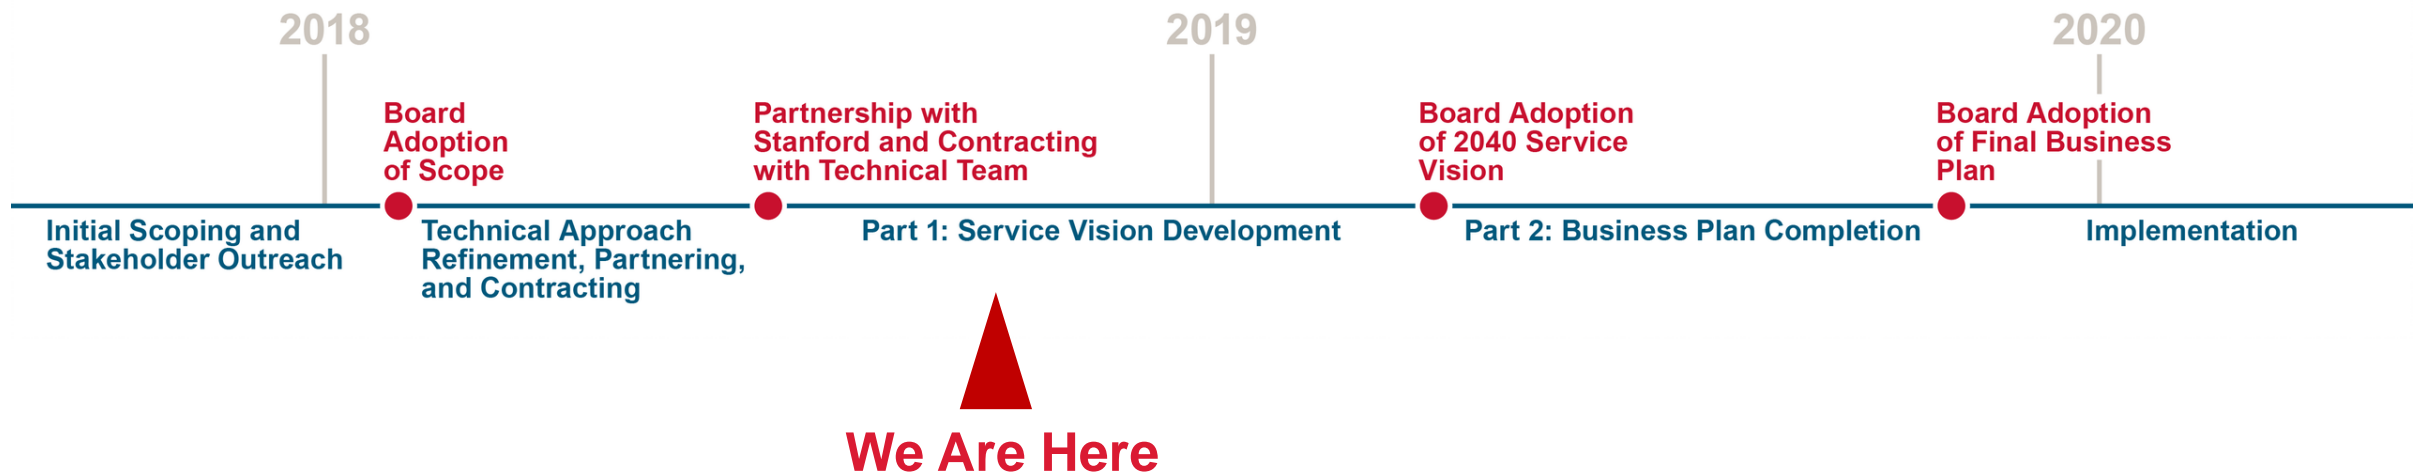 2018
2019
2020
Board
Adoption
of Scope
Partnership with
Stanford and Contracting
with Technical Team
Board Adoption
of 2040 Service
Vision
Board Adoption
of Final Business
Plan
Initial Scoping and
Stakeholder Outreach
Technical Approach
Refinement, Partnering,
and Contracting
Part 1: Service Vision Development
Part 2: Business Plan Completion
Implementation
We Are Here